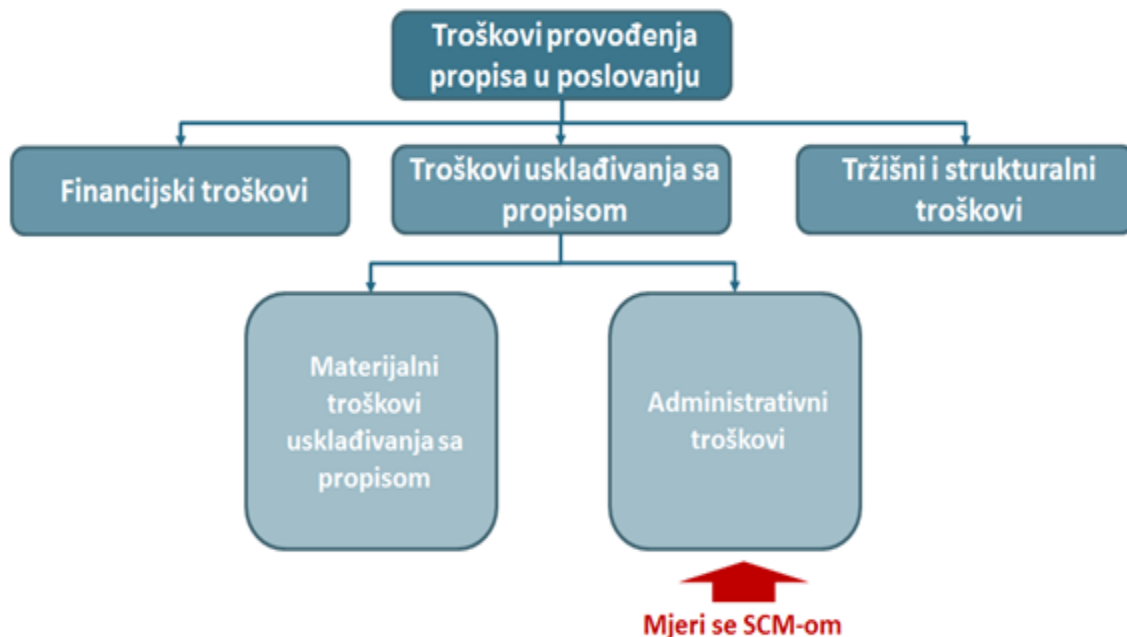 Troškovi provođenja
propisa u poslovanju
Financijski troškovi
Troškovi usklađivanja sa
propisom
Tržišni i strukturalni
troškovi
Materijalni
troškovi
usklađivanja sa
propisom
Administrativni
troškovi
Mjeri se SCM-om